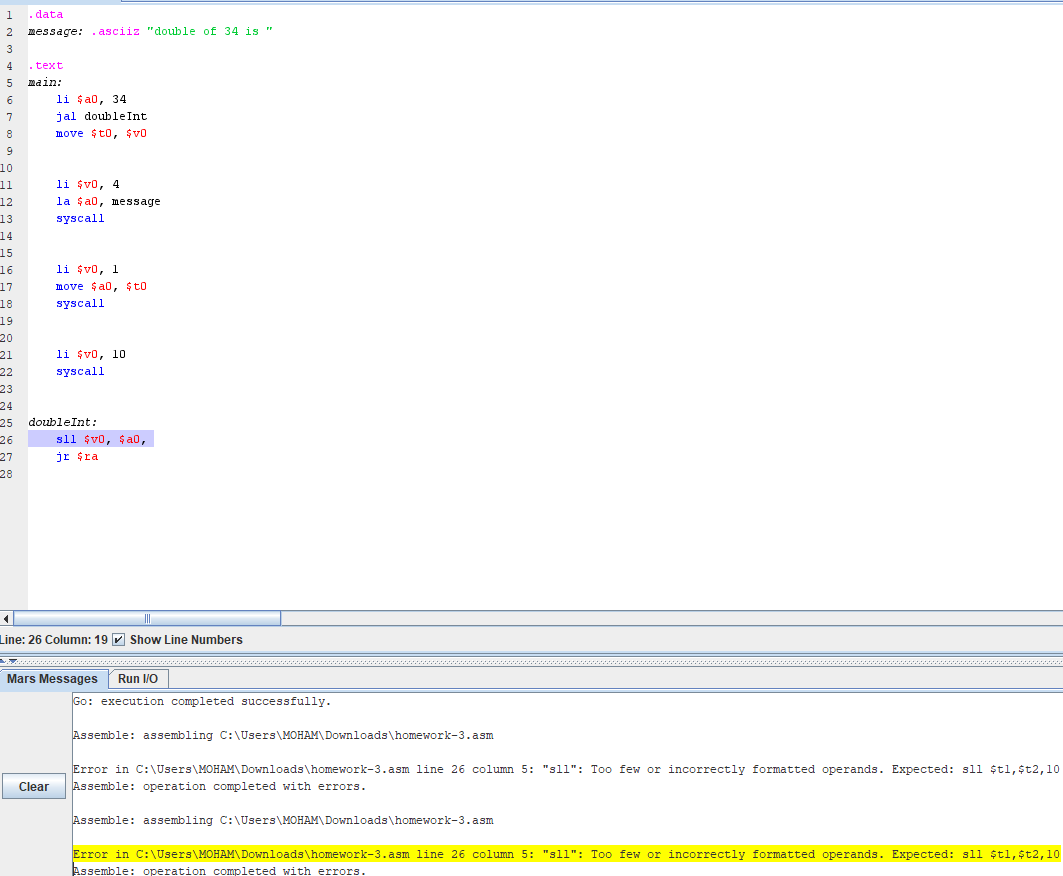 1 .data
2 message: .asciiz "double of 34 is "
3
4 .text
5 main:
6 li $a0, 34
7 jal doubleInt
8 move $t0, $v0
9
10
11 li $v0, 4
12 la $a0, message
13 syscall
14
15
16 li $v0, 1
17 move $a0, $t0
18 syscall
19
20
21 li $v0, 10
22 syscall
23
24
25 doubleInt:
26 sll $v0, $a0,
27 jr $ra
28
Line: 26 Column: 19 Show Line Numbers
Mars Messages Run I/O
Go: execution completed successfully.
Assemble: assembling C:\Users\MOHAM\Downloads\homework-3.asm
Error in C:\Users\MOHAM\Downloads\homework-3.asm line 26 column 5: "sll": Too few or incorrectly formatted operands. Expected: sll $t1,$t2,10
Assemble: operation completed with errors.
Clear
Assemble: assembling C:\Users\MOHAM\Downloads\homework-3.asm
Error in C:\Users\MOHAM\Downloads\homework-3.asm line 26 column 5: "sll": Too few or incorrectly formatted operands. Expected: sll $t1,$t2,10
Assemble: operation completed with errors.